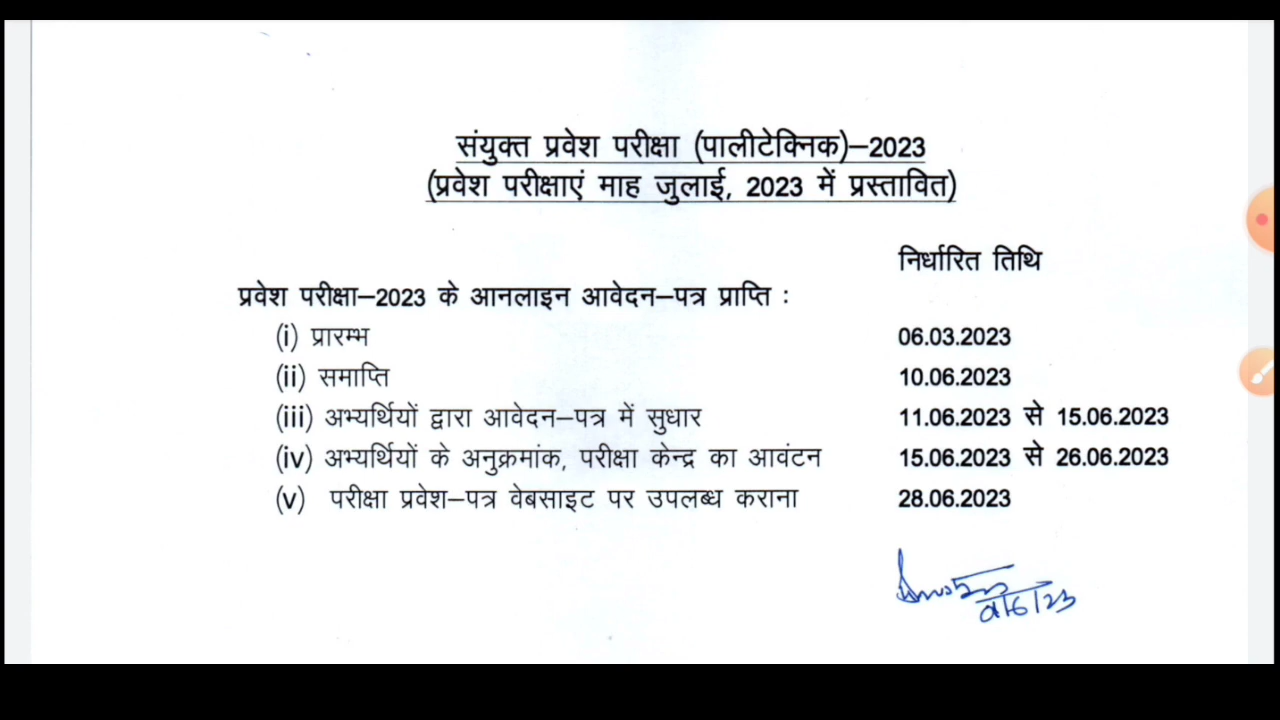 संयुक्त प्रवेश परीक्षा (पालीटेक्निक)–2023
(प्रवेश परीक्षाएं माह जुलाई, 2023 में प्रस्तावित)
निर्धारित तिथि
प्रवेश परीक्षा–2023 के आनलाइन आवेदन–पत्र प्राप्ति :
(i) प्रारम्भ 06.03.2023
(ii) समाप्ति 10.06.2023
(iii) अभ्यर्थियों द्वारा आवेदन–पत्र में सुधार 11.06.2023 से 15.06.2023
(iv) अभ्यर्थियों के अनुक्रमांक, परीक्षा केन्द्र का आवंटन 15.06.2023 से 26.06.2023
(v) परीक्षा प्रवेश–पत्र वेबसाइट पर उपलब्ध कराना 28.06.2023